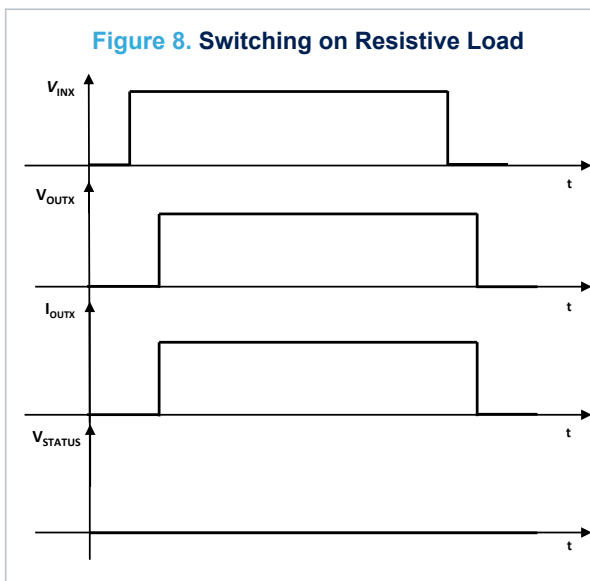 Figure 8. Switching on Resistive Load
VINX
t
VOUTX
t
IOUTX
t
VSTATUS
t